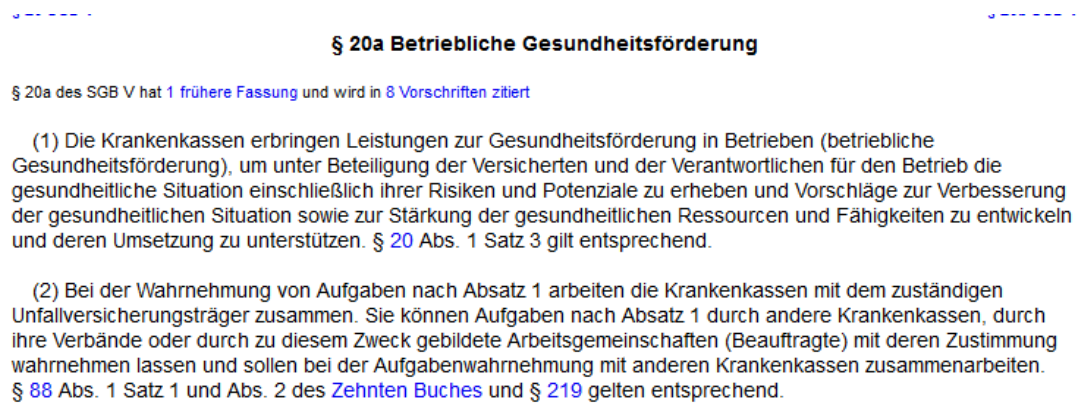 § 20a Betriebliche Gesundheitsförderung
§ 20a des SGB V hat 1 frühere Fassung und wird in 8 Vorschriften zitiert
(1) Die Krankenkassen erbringen Leistungen zur Gesundheitsförderung in Betrieben (betriebliche
Gesundheitsförderung), um unter Beteiligung der Versicherten und der Verantwortlichen für den Betrieb die
gesundheitliche Situation einschließlich ihrer Risiken und Potenziale zu erheben und Vorschläge zur Verbesserung
der gesundheitlichen Situation sowie zur Stärkung der gesundheitlichen Ressourcen und Fähigkeiten zu entwickeln
und deren Umsetzung zu unterstützen. § 20 Abs. 1 Satz 3 gilt entsprechend.
(2) Bei der Wahrnehmung von Aufgaben nach Absatz 1 arbeiten die Krankenkassen mit dem zuständigen
Unfallversicherungsträger zusammen. Sie können Aufgaben nach Absatz 1 durch andere Krankenkassen, durch
ihre Verbände oder durch zu diesem Zweck gebildete Arbeitsgemeinschaften (Beauftragte) mit deren Zustimmung
wahrnehmen lassen und sollen bei der Aufgabenwahrnehmung mit anderen Krankenkassen zusammenarbeiten.
§ 88 Abs. 1 Satz 1 und Abs. 2 des Zehnten Buches und § 219 gelten entsprechend.